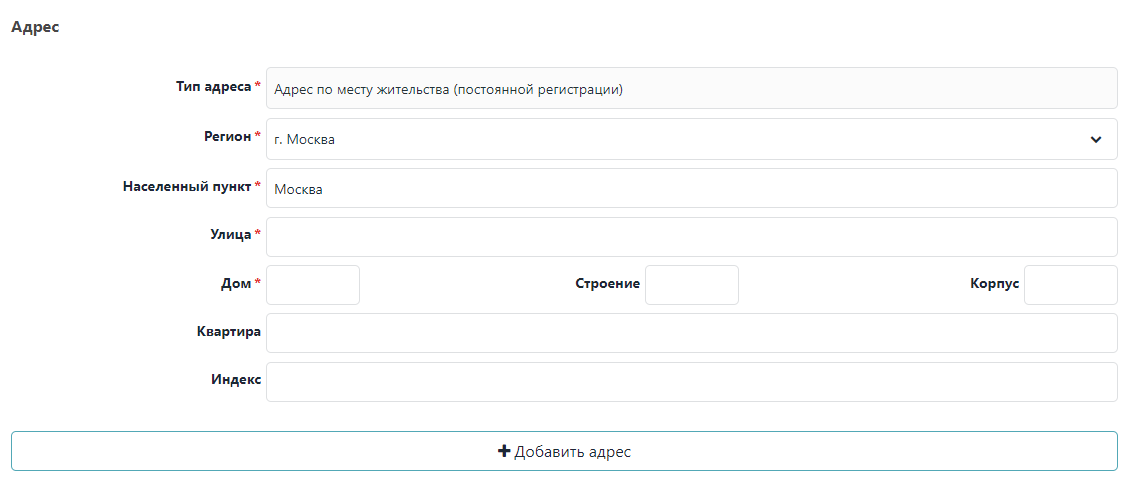 Адрес
Тип адреса * Адрес по месту жительства (постоянной регистрации)
Регион * г. Москва
Населенный пункт * Москва
Улица *
Дом * Строение Корпус
Квартира
Индекс
+ Добавить адрес